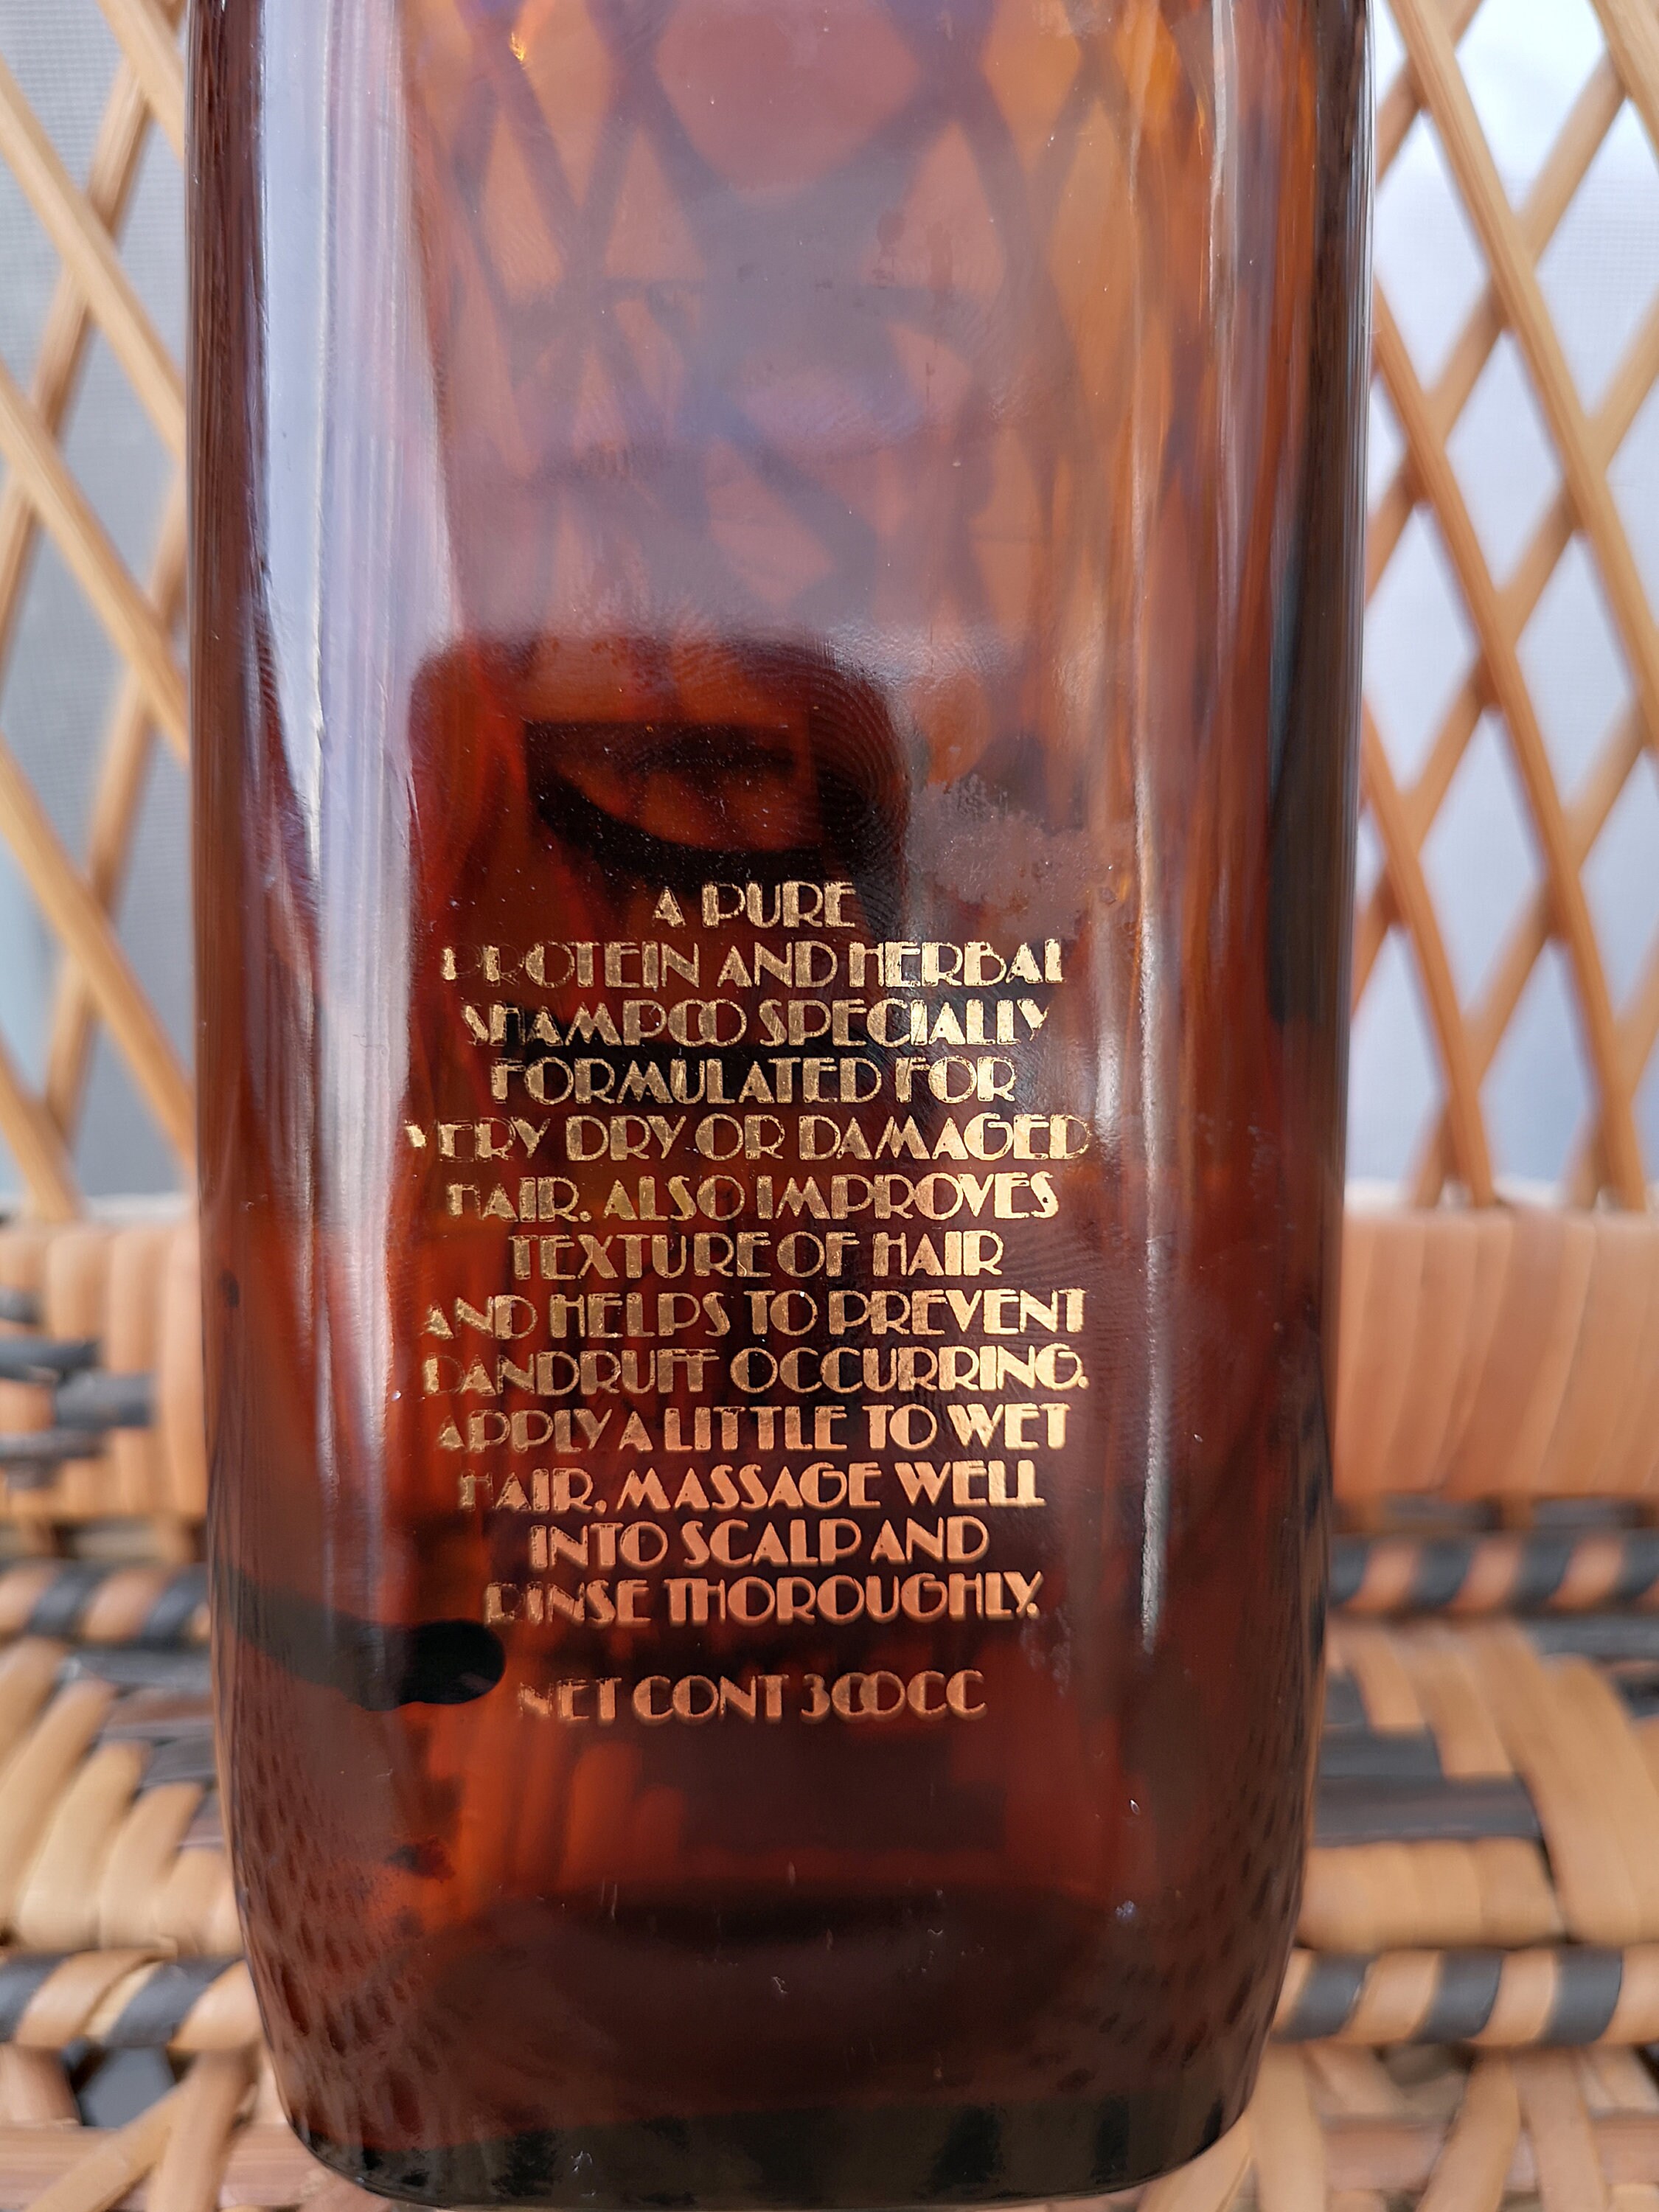 A PURE
PROTEIN AND HERBAL
SHAMPOO SPECIALLY
FORMULATED FOR
VERY DRY OR DAMAGED
HAIR. ALSO IMPROVES
TEXTURE OF HAIR
AND HELPS TO PREVENT
DANDRUFF OCCURRING.
APPLY A LITTLE TO WET
HAIR, MASSAGE WELL
INTO SCALP AND
RINSE THOROUGHLY.
NET CONT 300CC